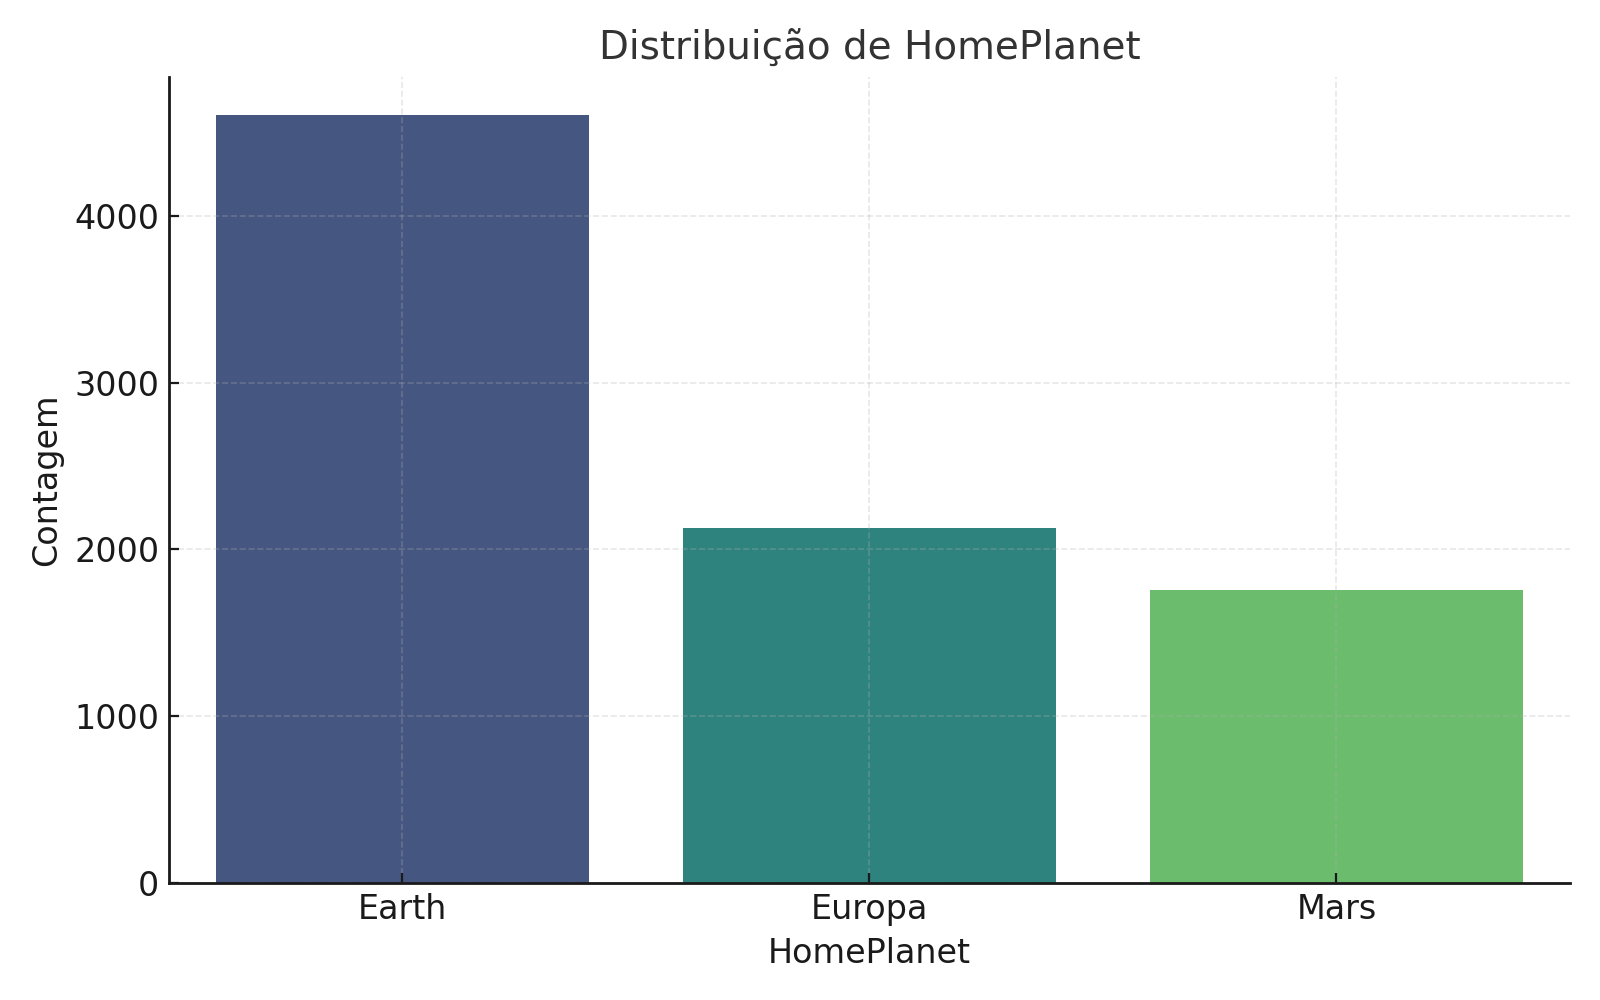 Distribuição de HomePlanet
Contagem
4000
3000
2000
1000
0
Earth Europa Mars
HomePlanet